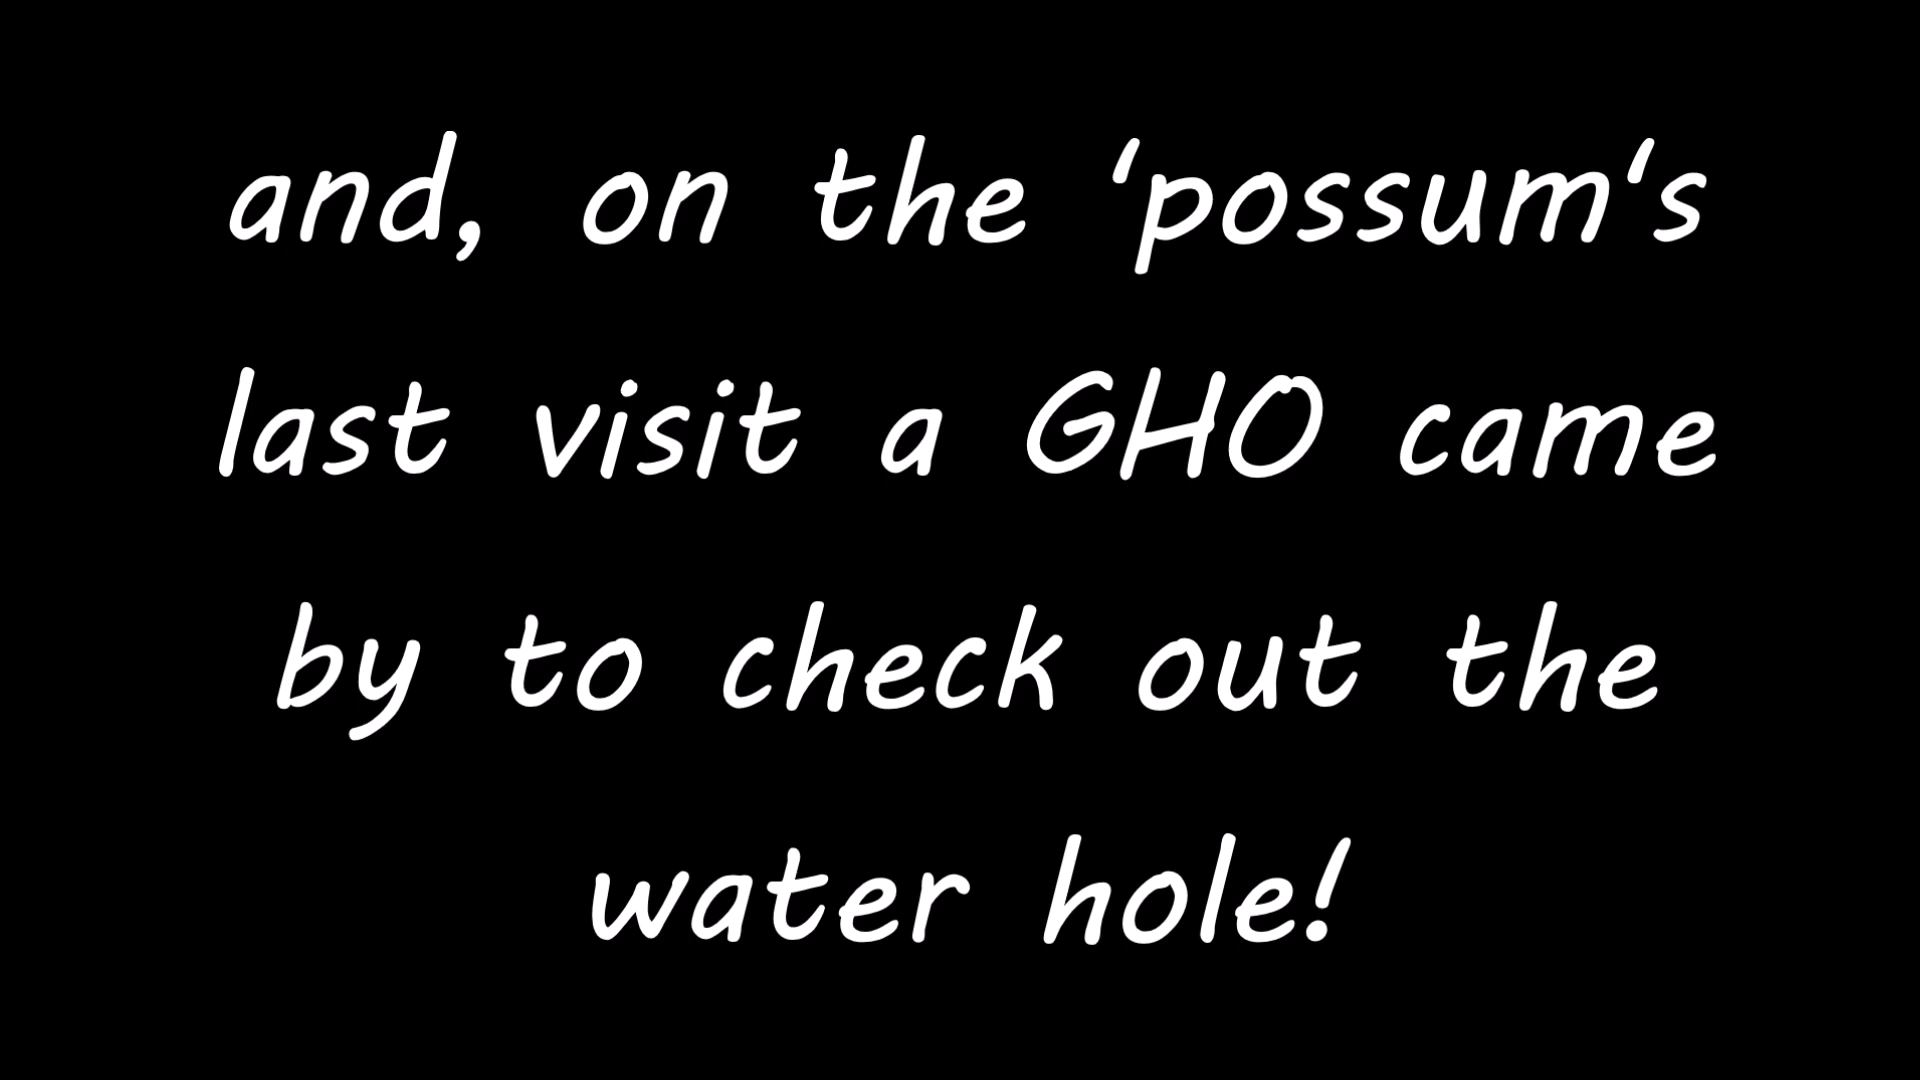 and, on the ‘possum‘s
last visit a GHO came
by to check out the
water hole!